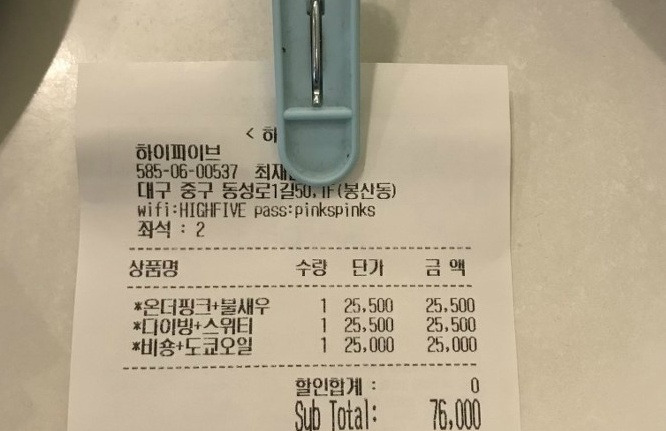 < 하
하이파이브
585-06-00537 최재
대구 중구 동성로1길50,1F(봉산동)
wifi:HIGHFIVE pass:pinkspinks
좌석 : 2
상품명 수량 단가 금 액
*온더핑크+불새우 1 25,500 25,500
*다이빙+스위티 1 25,500 25,500
*비숑+도쿄오일 1 25,000 25,000
할인합계 : 0
Sub Total: 76,000